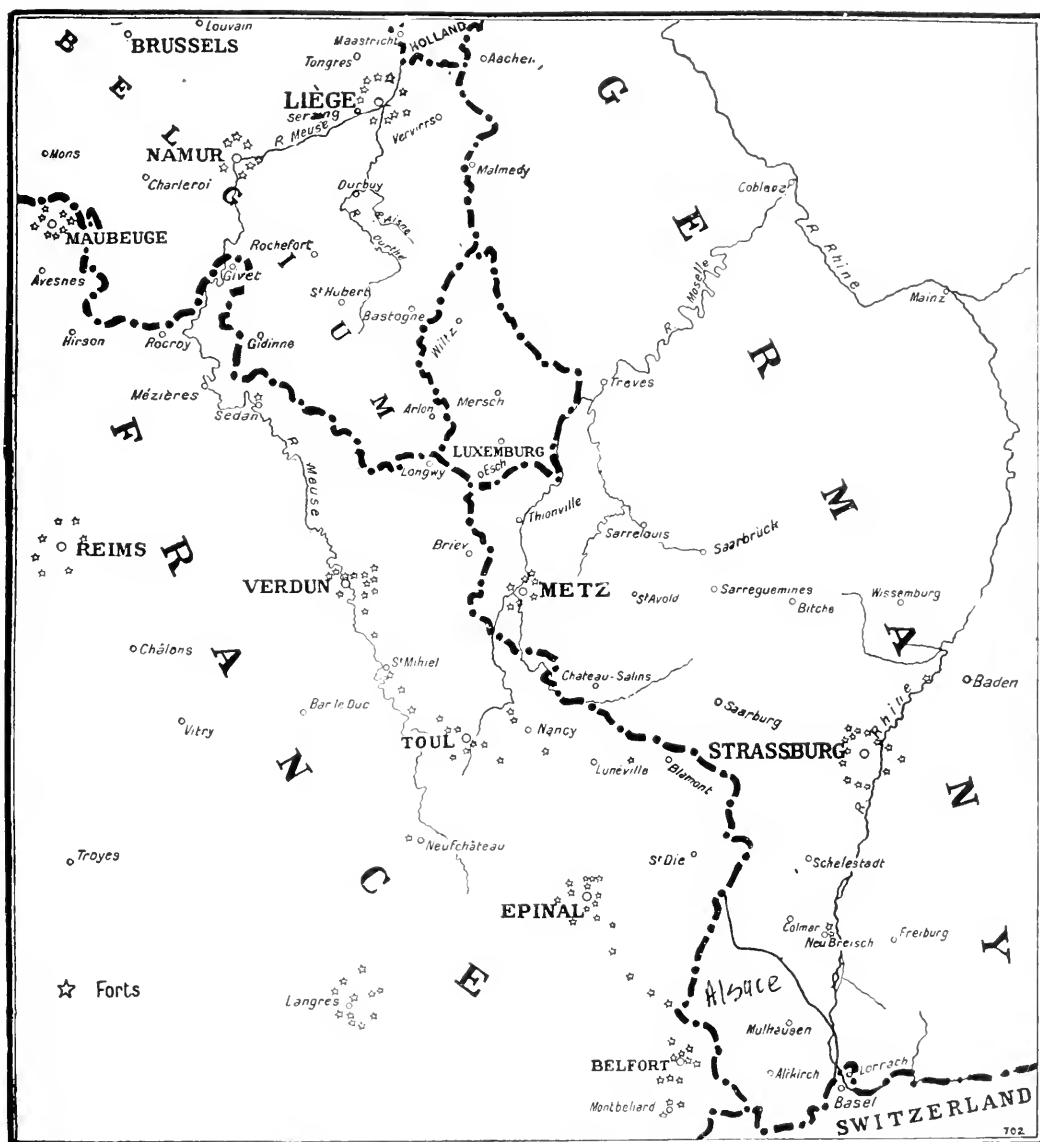 Louvain
BRUSSELS
Maastricht
HOLLAND
Tongres
Aachen
LIÈGE
Seraing
R Meuse
Ververs
Mons
NAMUR
Charleroi
Malmedy
Durbuy
R
Aisne
Ourthe
Coblenz
R Rhine
MAUBEUGE
Rochefort
Avesnes
Givet
St Hubert
Bastogne
Wiltz
R Moselle
Mainz
Hirson
Rocroy
Gidinne
Mézières
Sedan
Arlon
Mersch
Treves
LUXEMBURG
Longwy
Esch
R Meuse
Thionville
Sarrelouis
Saarbrück
REIMS
Briey
VERDUN
METZ
St Avold
Sarreguemines
Bitche
Wissemburg
Châlons
St Mihiel
Chateau-Salins
Baden
Vitry
Bar le Duc
Saarburg
TOUL
Nancy
STRASSBURG
R. Rhine
Lunéville
Blamont
Troyes
Neufchâteau
St Die
Schelestadt
EPINAL
Colmar
Neu Breisch
Freiburg
☆ Forts
Langres
Alsace
Mulhausen
BELFORT
Altkirch
Lorrach
Montbeliard
Basel
SWITZERLAND
702
BELGIUM
FRANCE
GERMANY